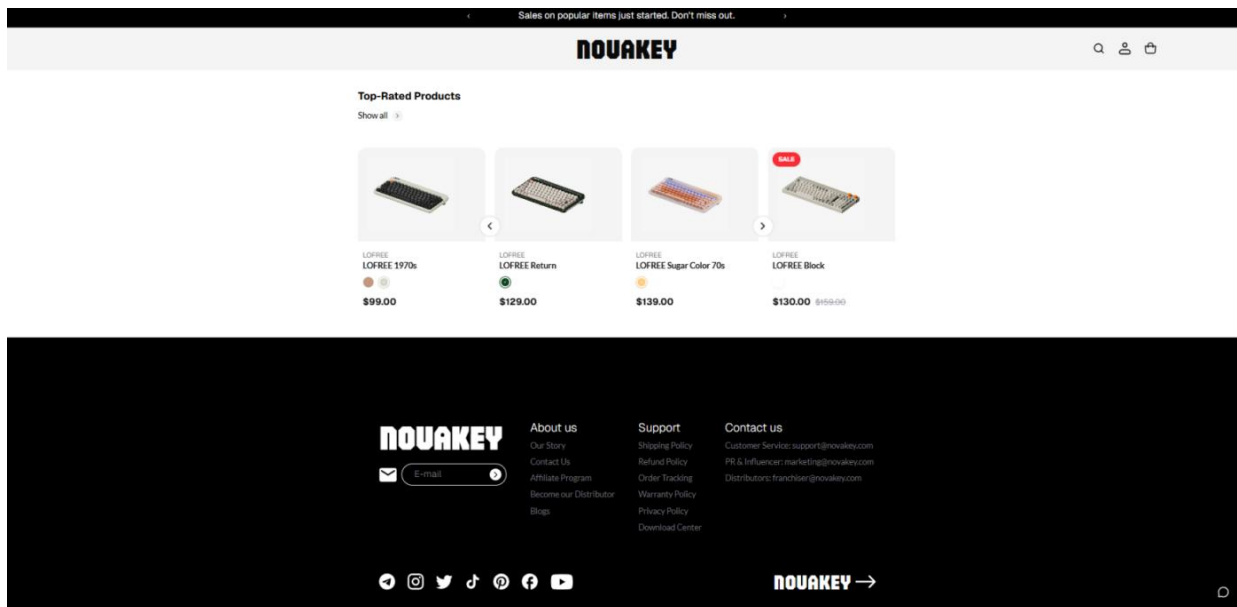 Sales on popular items just started. Don't miss out.
NOVAKEY
Top-Rated Products
Show all
SALE
LOFREE
LOFREE 1970s
$99.00
LOFREE
LOFREE Return
$129.00
LOFREE
LOFREE Sugar Color 70s
$139.00
LOFREE
LOFREE Block
$130.00 $159.00
NOVAKEY
E-mail
About us
Our Story
Contact Us
Affiliate Program
Become our Distributor
Blogs
Support
Shipping Policy
Refund Policy
Order Tracking
Warranty Policy
Privacy Policy
Download Center
Contact us
Customer Service: support@novakey.com
PR & Influencer: marketing@novakey.com
Distributors: franchiser@novakey.com
NOVAKEY